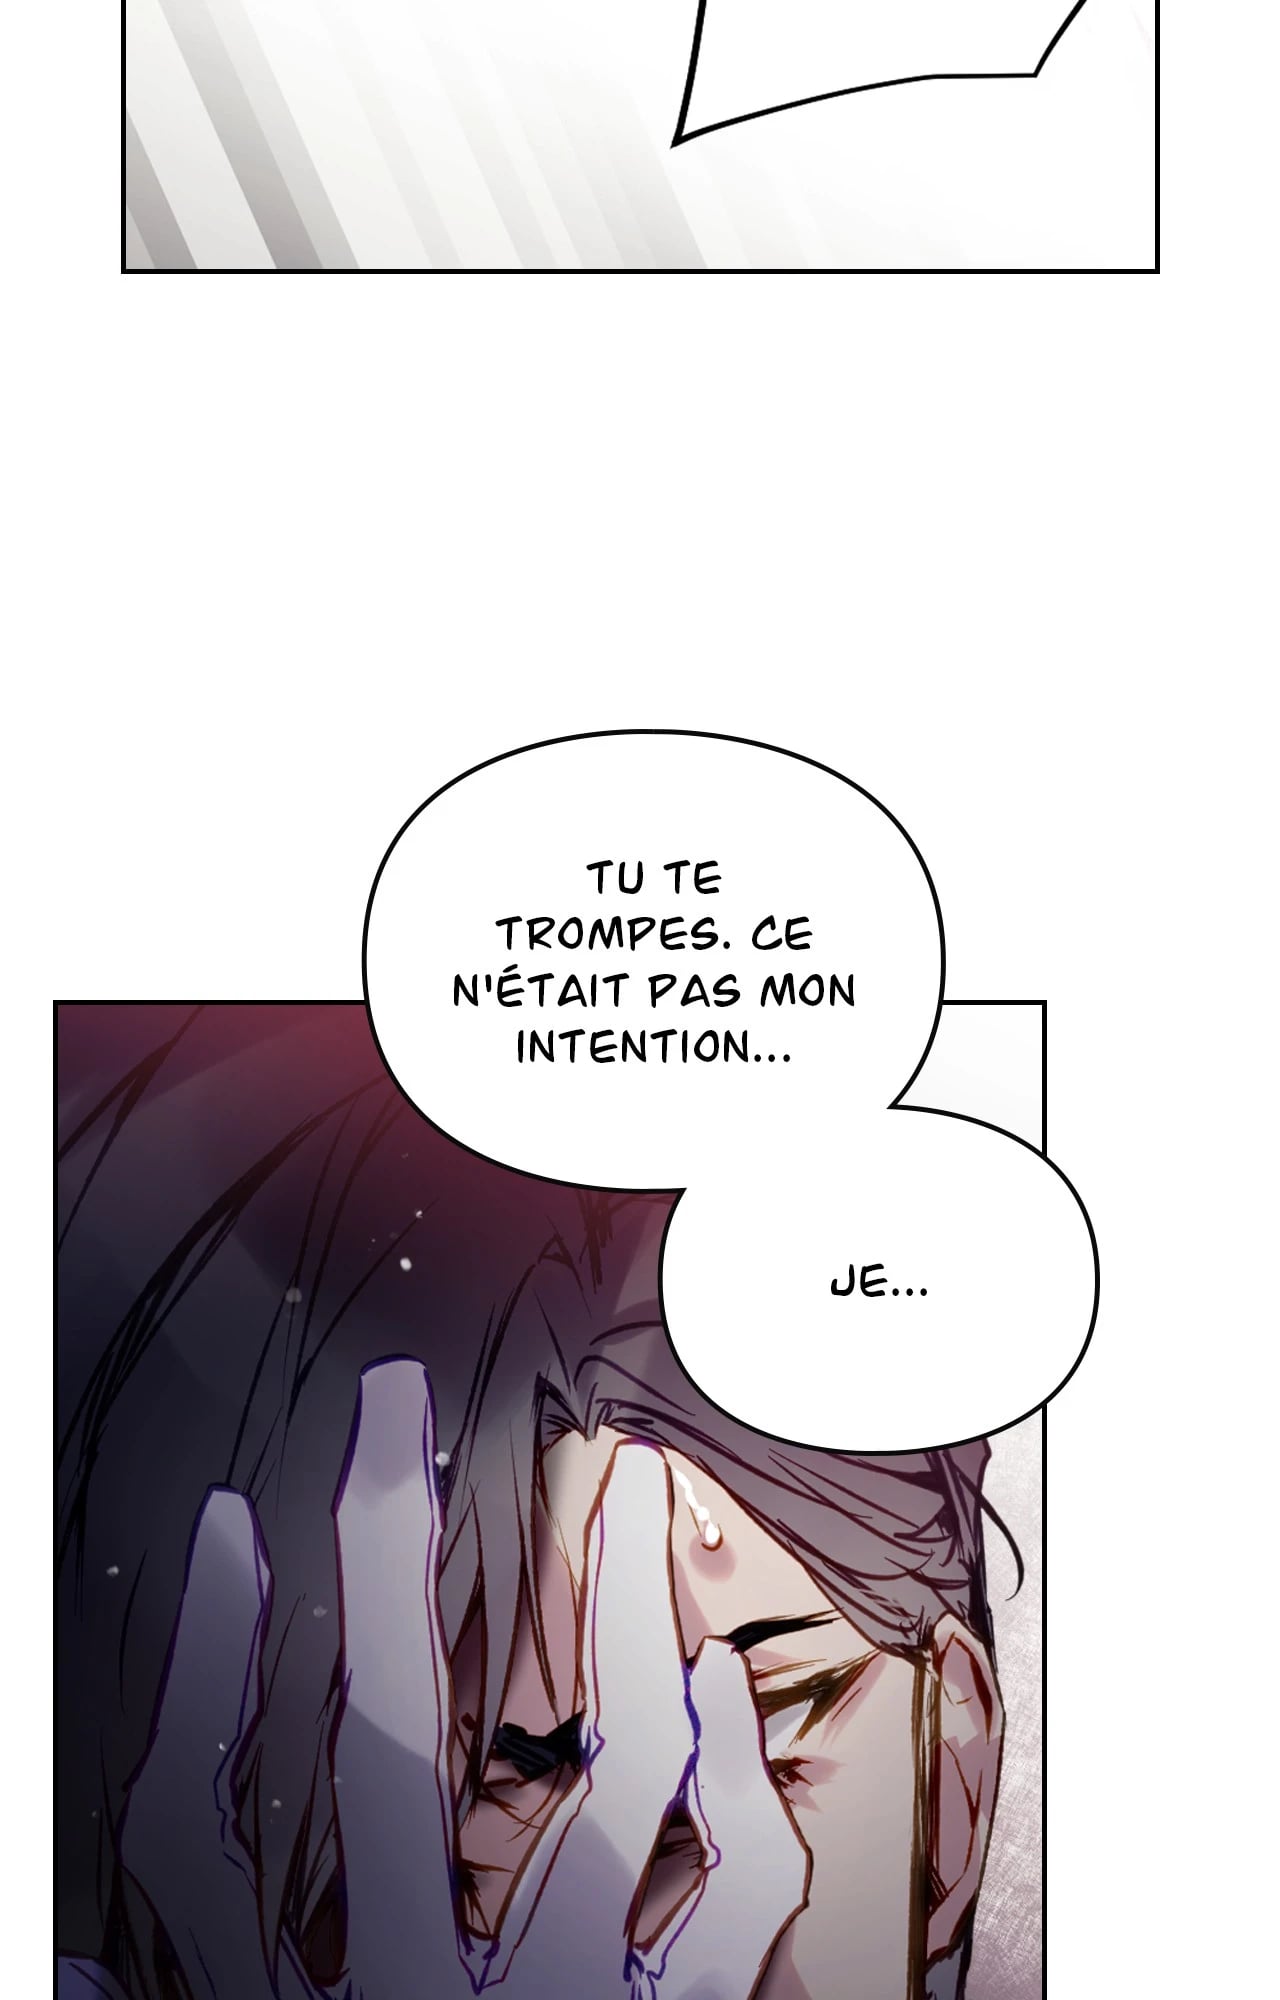 TU TE
TROMPES. CE
N'ÉTAIT PAS MON
INTENTION...
JE...